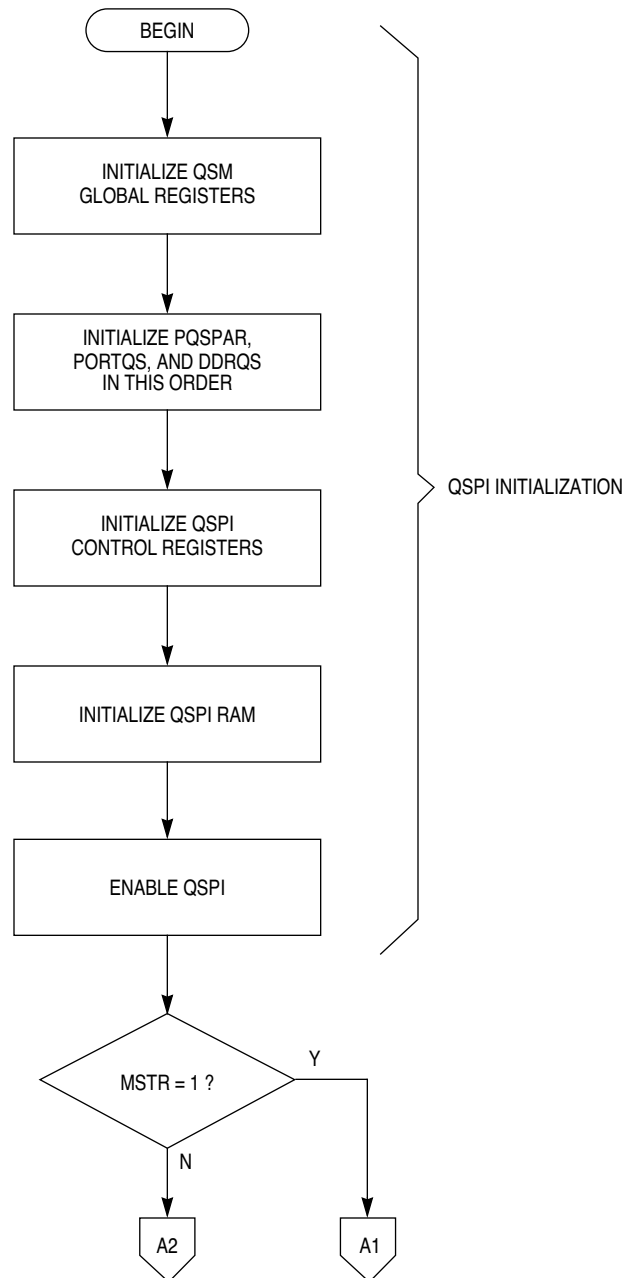 BEGIN
INITIALIZE QSM
GLOBAL REGISTERS
INITIALIZE PQSPAR,
PORTQS, AND DDRQS
IN THIS ORDER
QSPI INITIALIZATION
INITIALIZE QSPI
CONTROL REGISTERS
INITIALIZE QSPI RAM
ENABLE QSPI
MSTR = 1 ?
Y
N
A2
A1